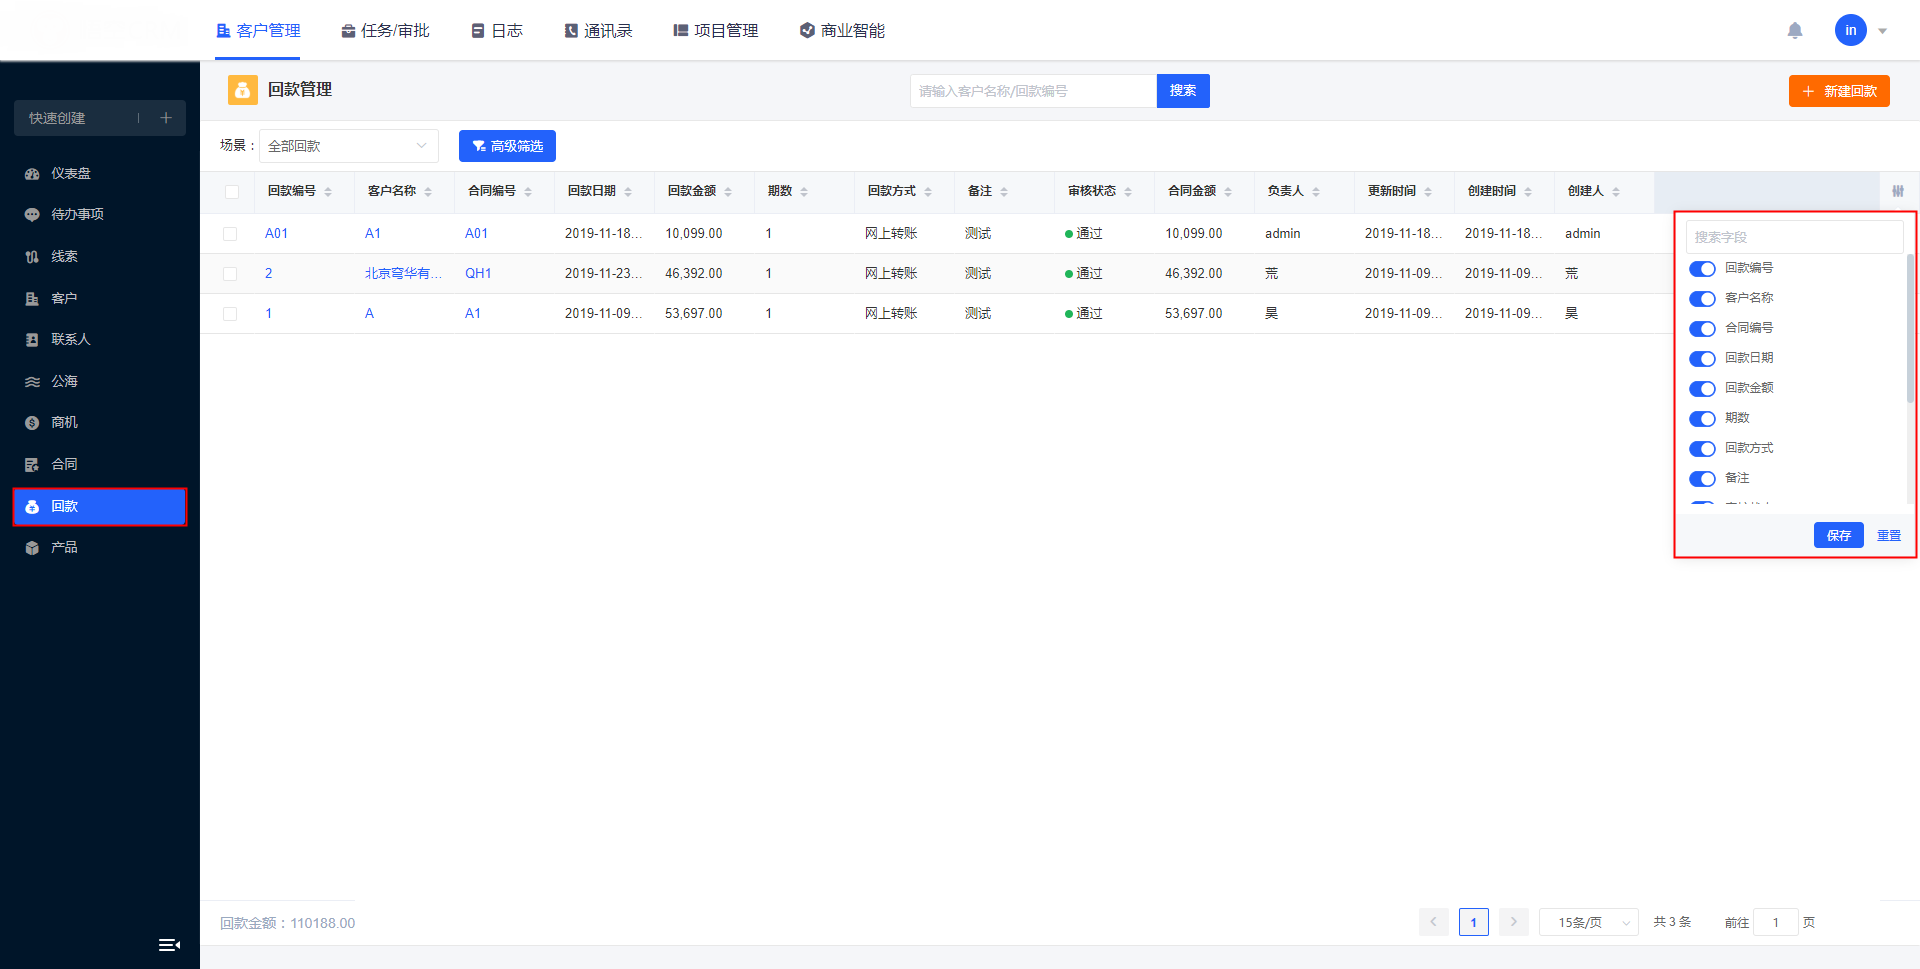 客户管理
任务/审批
日志
通讯录
项目管理
商业智能
in
快速创建
仪表盘
待办事项
线索
客户
联系人
公海
商机
合同
回款
产品
回款管理
请输入客户名称/回款编号
搜索
新建回款
场景：
全部回款
高级筛选
回款编号 客户名称 合同编号 回款日期 回款金额 期数 回款方式 备注 审核状态 合同金额 负责人 更新时间 创建时间 创建人
A01 A1 A01 2019-11-18... 10,099.00 1 网上转账 测试 通过 10,099.00 admin 2019-11-18... 2019-11-18... admin
2 北京穹华有... QH1 2019-11-23... 46,392.00 1 网上转账 测试 通过 46,392.00 荒 2019-11-09... 2019-11-09... 荒
1 A A1 2019-11-09... 53,697.00 1 网上转账 测试 通过 53,697.00 昊 2019-11-09... 2019-11-09... 昊
搜索字段
回款编号
客户名称
合同编号
回款日期
回款金额
期数
回款方式
备注
保存
重置
回款金额：110188.00
1
15条/页
共 3 条
前往 1 页